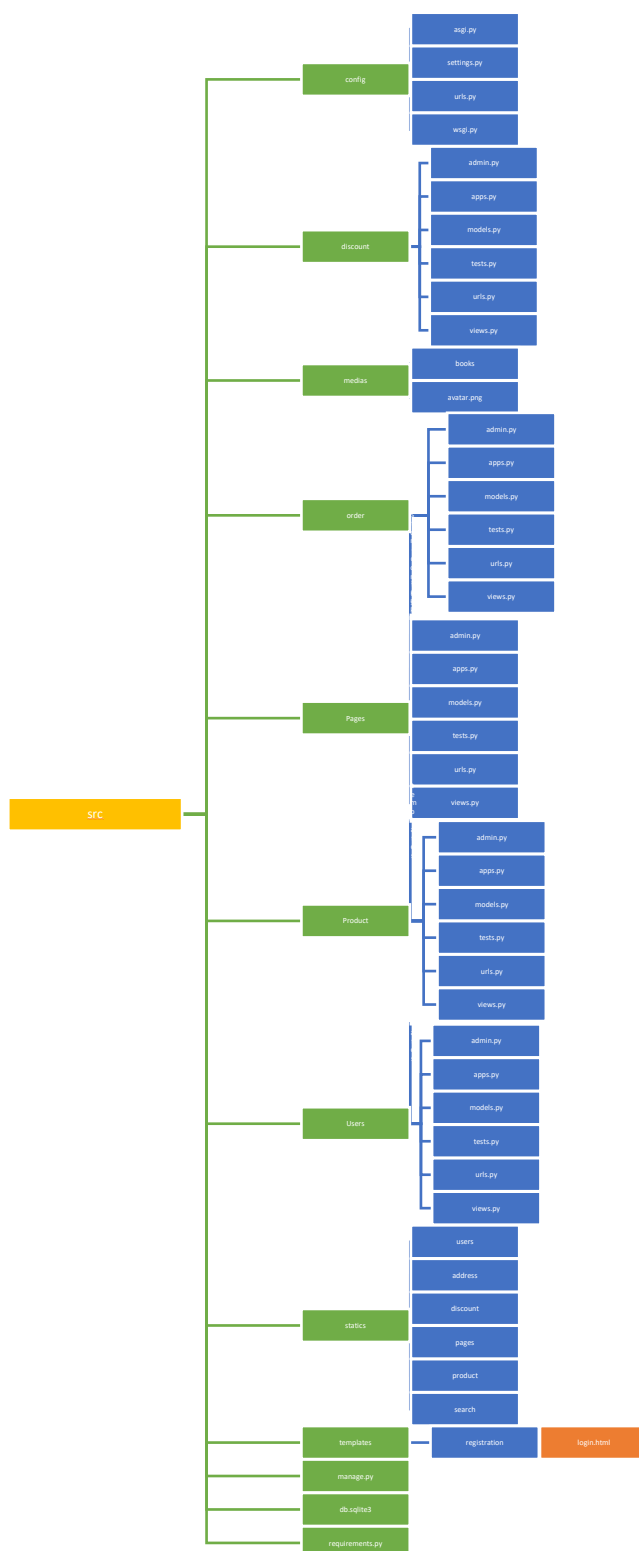 src
config
asgi.py
settings.py
urls.py
wsgi.py
discount
admin.py
apps.py
models.py
tests.py
urls.py
views.py
medias
books
avatar.png
order
admin.py
apps.py
models.py
tests.py
urls.py
views.py
Pages
admin.py
apps.py
models.py
tests.py
urls.py
views.py
Product
admin.py
apps.py
models.py
tests.py
urls.py
views.py
Users
admin.py
apps.py
models.py
tests.py
urls.py
views.py
statics
users
address
discount
pages
product
search
templates
registration
login.html
manage.py
db.sqlite3
requirements.py